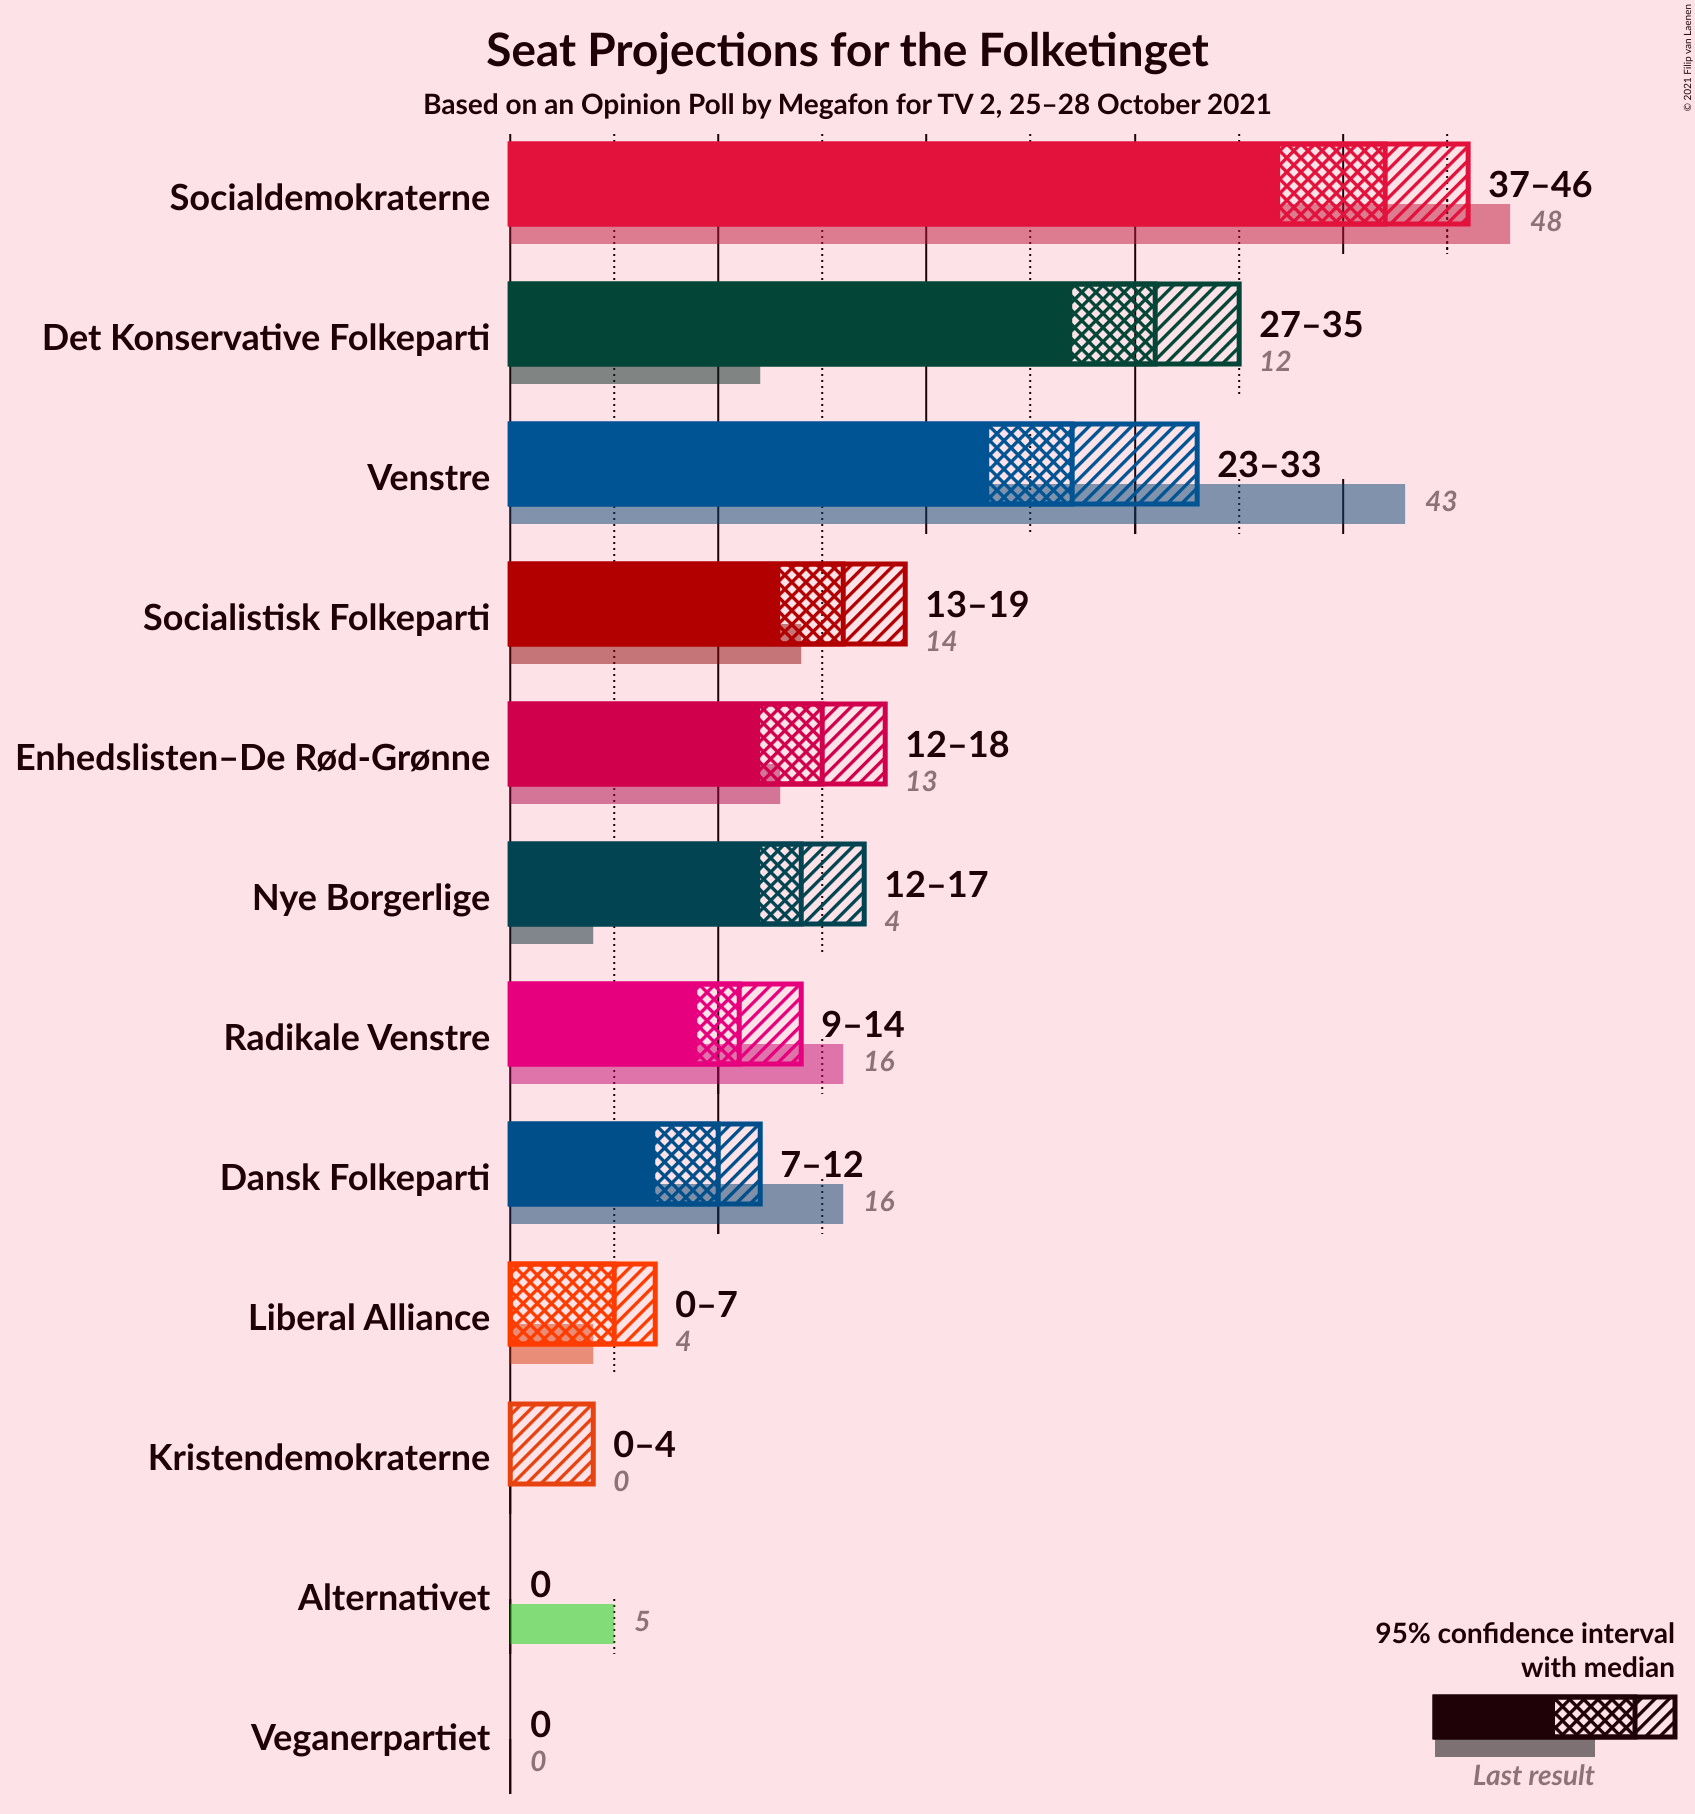 Seat Projections for the Folketinget
Based on an Opinion Poll by Megafon for TV 2, 25–28 October 2021
© 2021 Filip van Laenen
Socialdemokraterne
37–46
48
Det Konservative Folkeparti
27–35
12
Venstre
23–33
43
Socialistisk Folkeparti
13–19
14
Enhedslisten–De Rød-Grønne
12–18
13
Nye Borgerlige
12–17
4
Radikale Venstre
9–14
16
Dansk Folkeparti
7–12
16
Liberal Alliance
0–7
4
Kristendemokraterne
0–4
0
Alternativet
0
5
Veganerpartiet
0
0
95% confidence interval
with median
Last result